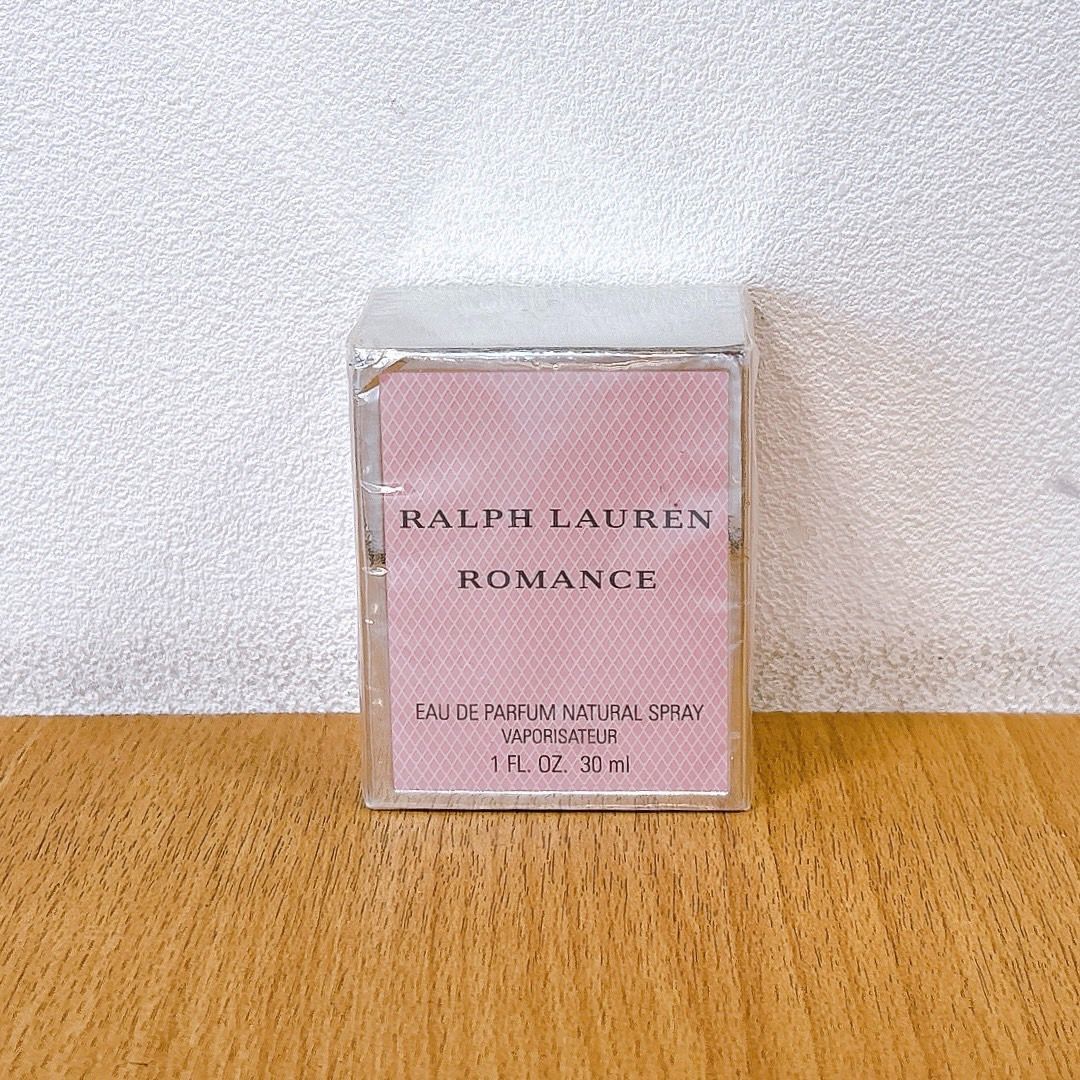 RALPH LAUREN
ROMANCE
EAU DE PARFUM NATURAL SPRAY
VAPORISATEUR
1 FL. OZ. 30 ml